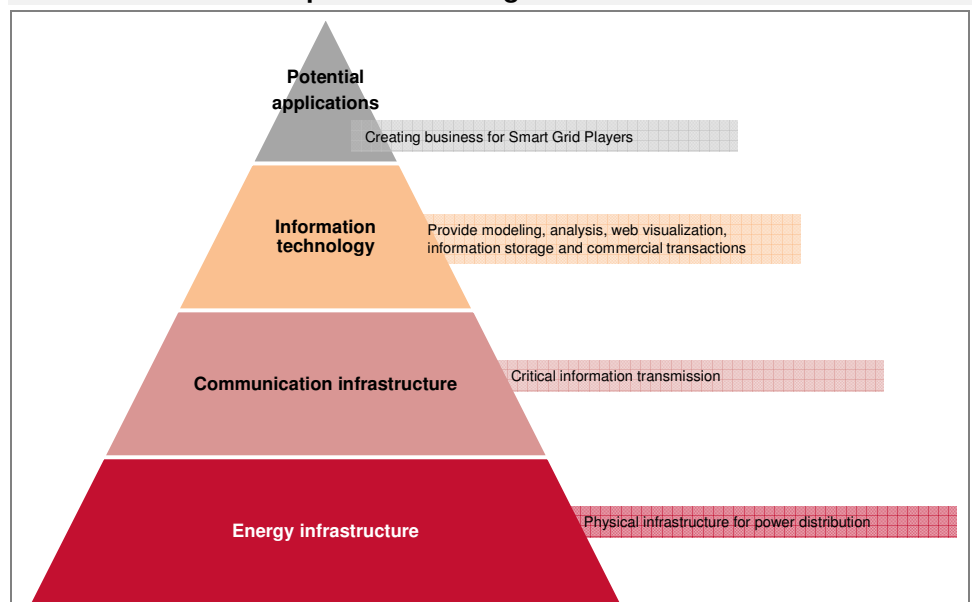 Potential
applications
Creating business for Smart Grid Players
Information
technology
Provide modeling, analysis, web visualization,
information storage and commercial transactions
Communication infrastructure
Critical information transmission
Energy infrastructure
Physical infrastructure for power distribution